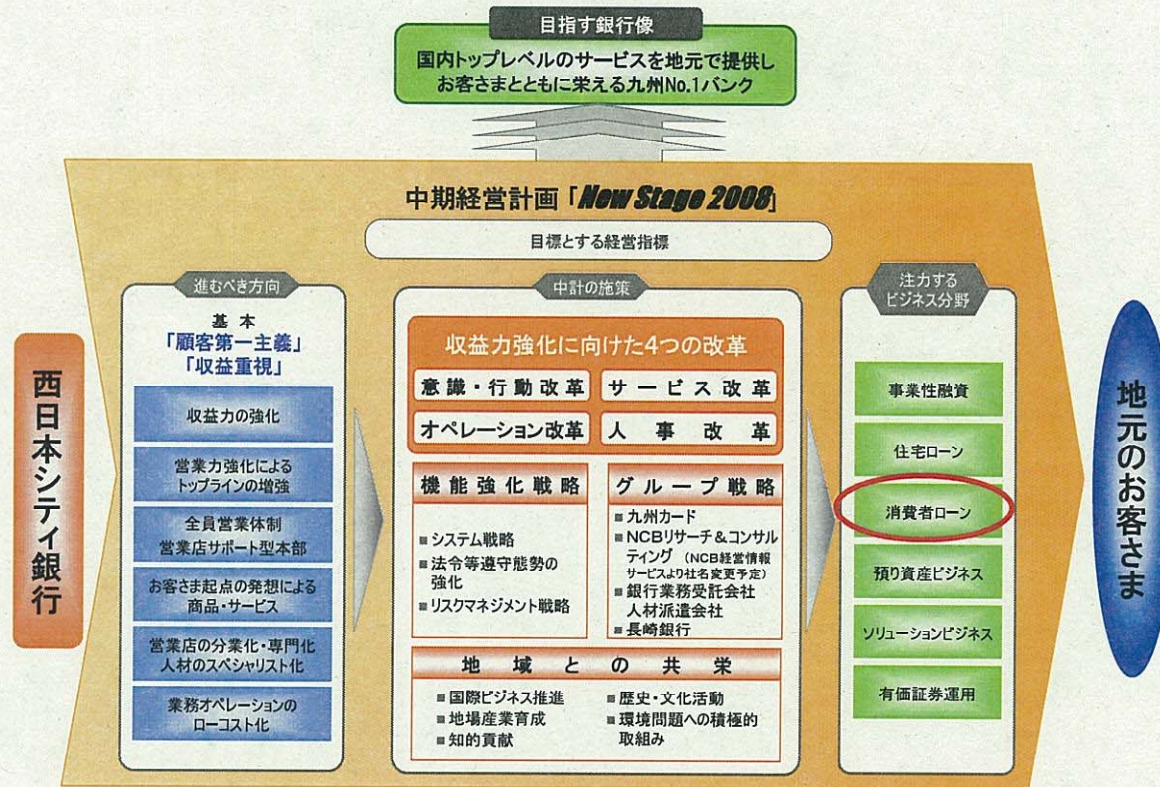 目指す銀行像
国内トップレベルのサービスを地元で提供し
お客さまとともに栄える九州No.1バンク
中期経営計画「New Stage 2008」
目標とする経営指標
西日本シティ銀行
進むべき方向
基本
「顧客第一主義」
「収益重視」
収益力の強化
営業力強化による
トップラインの増強
全員営業体制
営業店サポート型本部
お客さま起点の発想による
商品・サービス
営業店の分業化・専門化
人材のスペシャリスト化
業務オペレーションの
ローコスト化
中計の施策
収益力強化に向けた4つの改革
意識・行動改革
サービス改革
オペレーション改革
人事改革
機能強化戦略
■システム戦略
■法令等遵守態勢の
強化
■リスクマネジメント戦略
グループ戦略
■九州カード
■NCBリサーチ&コンサル
ティング (NCB経営情報
サービスより社名変更予定)
■銀行業務受託会社
人材派遣会社
■長崎銀行
地域との共栄
■国際ビジネス推進
■地場産業育成
■知的貢献
■歴史・文化活動
■環境問題への積極的
取組み
注力する
ビジネス分野
事業性融資
住宅ローン
消費者ローン
預り資産ビジネス
ソリューションビジネス
有価証券運用
地元のお客さま